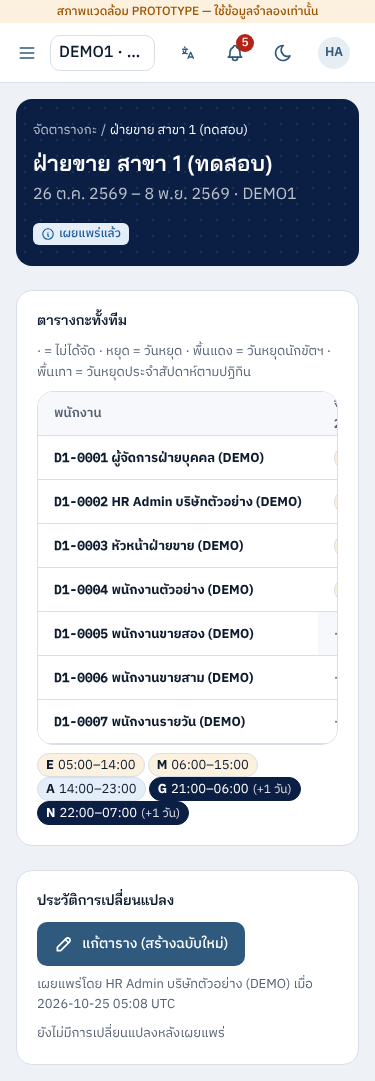 สภาพแวดล้อม PROTOTYPE — ใช้ข้อมูลจำลองเท่านั้น
DEMO1 · ...
5
HA
จัดตารางกะ / ฝ่ายขาย สาขา 1 (ทดสอบ)
ฝ่ายขาย สาขา 1 (ทดสอบ)
26 ต.ค. 2569 – 8 พ.ย. 2569 · DEMO1
เผยแพร่แล้ว
ตารางกะทั้งทีม
· = ไม่ได้จัด · หยุด = วันหยุด · พื้นแดง = วันหยุดนักขัตฯ ·
พื้นเทา = วันหยุดประจำสัปดาห์ตามปฏิทิน
พนักงาน
D1-0001 ผู้จัดการฝ่ายบุคคล (DEMO)
D1-0002 HR Admin บริษัทตัวอย่าง (DEMO)
D1-0003 หัวหน้าฝ่ายขาย (DEMO)
D1-0004 พนักงานตัวอย่าง (DEMO)
D1-0005 พนักงานขายสอง (DEMO)
D1-0006 พนักงานขายสาม (DEMO)
D1-0007 พนักงานรายวัน (DEMO)
E 05:00–14:00 M 06:00–15:00
A 14:00–23:00 G 21:00–06:00 (+1 วัน)
N 22:00–07:00 (+1 วัน)
ประวัติการเปลี่ยนแปลง
แก้ตาราง (สร้างฉบับใหม่)
เผยแพร่โดย HR Admin บริษัทตัวอย่าง (DEMO) เมื่อ
2026-10-25 05:08 UTC
ยังไม่มีการเปลี่ยนแปลงหลังเผยแพร่